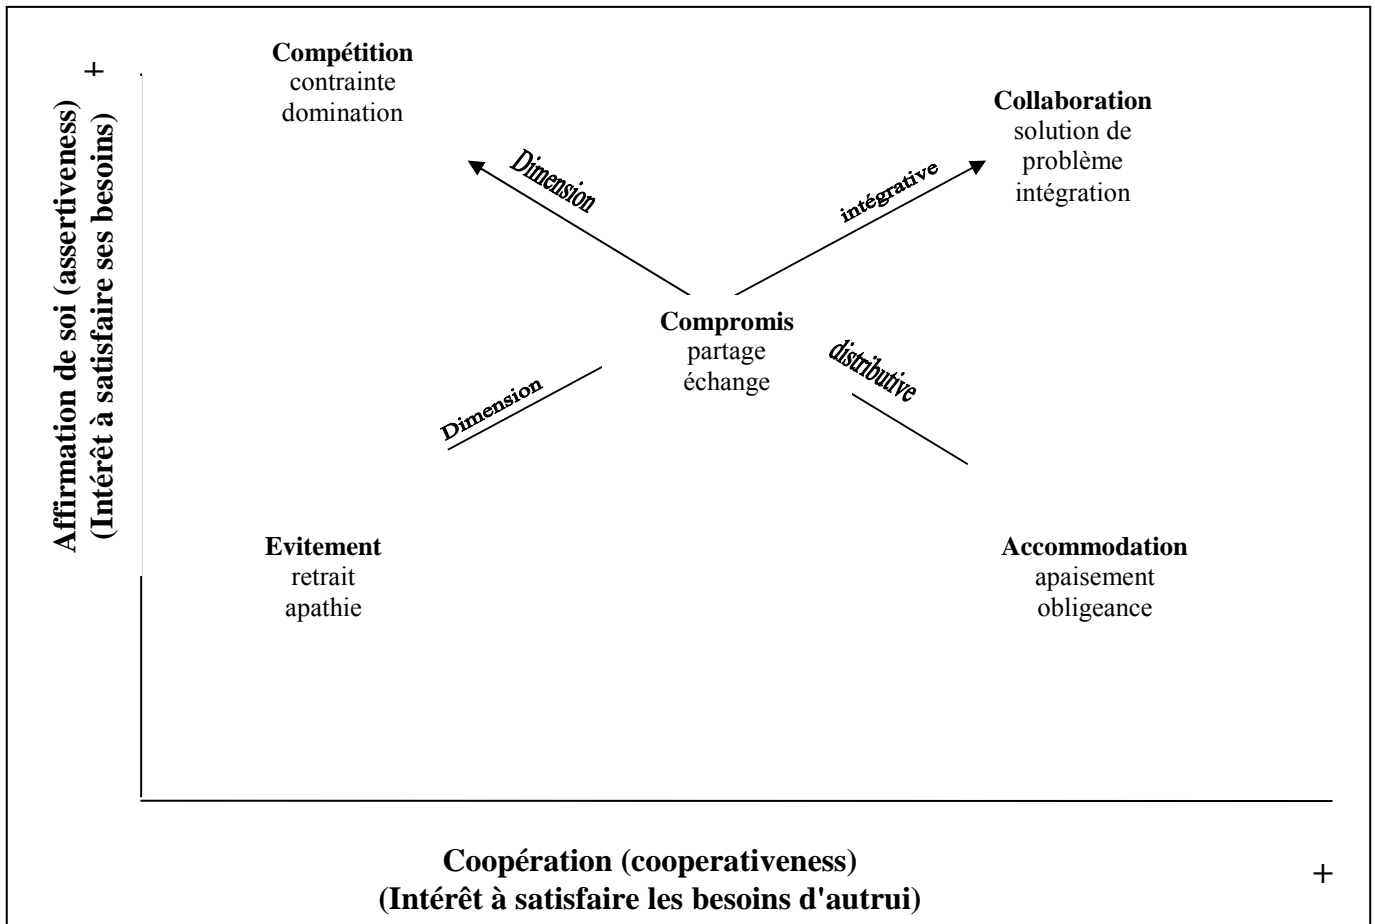 +
Affirmation de soi (assertiveness)
(Intérêt à satisfaire ses besoins)
Compétition
contrainte
domination
Collaboration
solution de
problème
intégration
Dimension
intégrative
Compromis
partage
échange
Dimension
distributive
Evitement
retrait
apathie
Accommodation
apaisement
obligeance
Coopération (cooperativeness)
(Intérêt à satisfaire les besoins d'autrui)
+